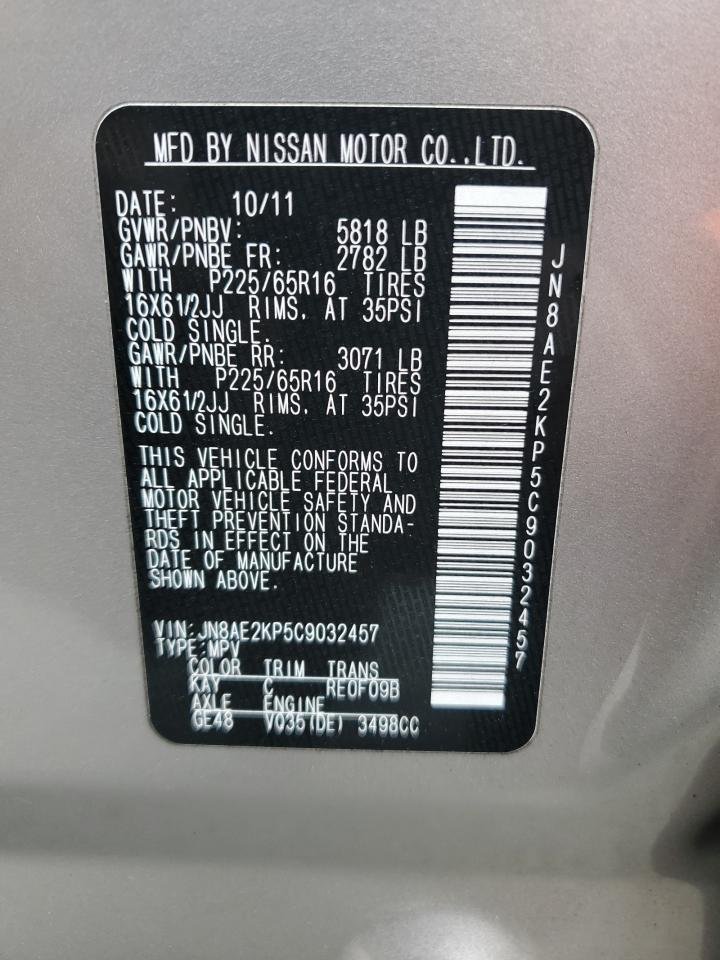 MFD BY NISSAN MOTOR CO.,LTD.
DATE: 10/11
GVWR/PNBV: 5818 LB
GAWR/PNBE FR: 2782 LB
WITH P225/65R16 TIRES
16X61/2JJ RIMS. AT 35PSI
COLD SINGLE.
GAWR/PNBE RR: 3071 LB
WITH P225/65R16 TIRES
16X61/2JJ RIMS. AT 35PSI
COLD SINGLE.
THIS VEHICLE CONFORMS TO
ALL APPLICABLE FEDERAL
MOTOR VEHICLE SAFETY AND
THEFT PREVENTION STANDA-
RDS IN EFFECT ON THE
DATE OF MANUFACTURE
SHOWN ABOVE.
VIN:JN8AE2KP5C9032457
TYPE:MPV
COLOR TRIM TRANS
KAY C RE0F09B
AXLE ENGINE
GE48 VQ35(DE) 3498CC
JN8AE2KP5C9032457